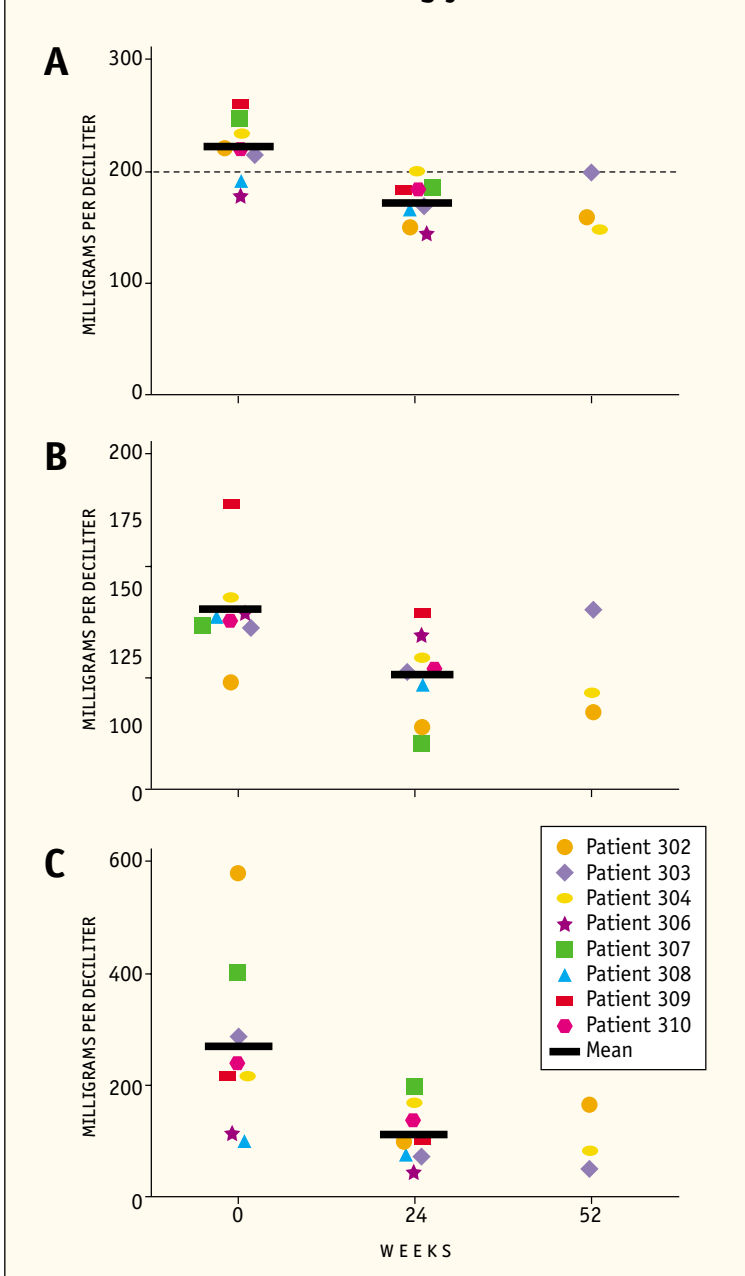 A
MILLIGRAMS PER DECILITER
300
200
100
0
B
MILLIGRAMS PER DECILITER
200
175
150
125
100
0
C
MILLIGRAMS PER DECILITER
600
400
200
0
Patient 302
Patient 303
Patient 304
Patient 306
Patient 307
Patient 308
Patient 309
Patient 310
Mean
0 24 52
WEEKS